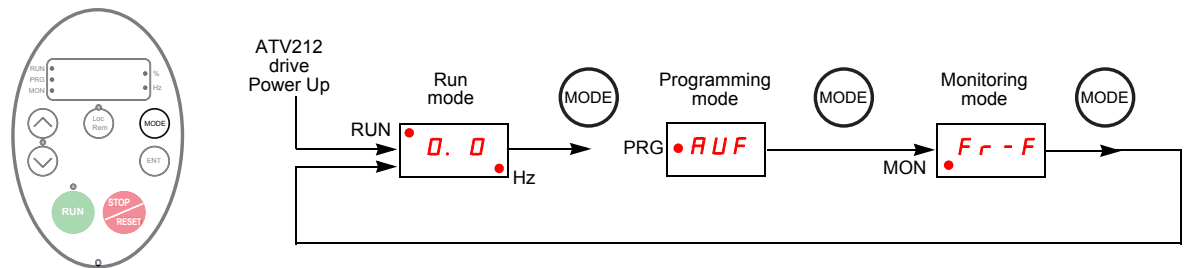 RUN
PRG
MON
%
Hz
Loc
Rem
MODE
ENT
RUN
STOP
RESET
ATV212
drive
Power Up
Run
mode
MODE
Programming
mode
MODE
Monitoring
mode
MODE
RUN
0. 0
Hz
PRG
AUF
MON
Fr-F